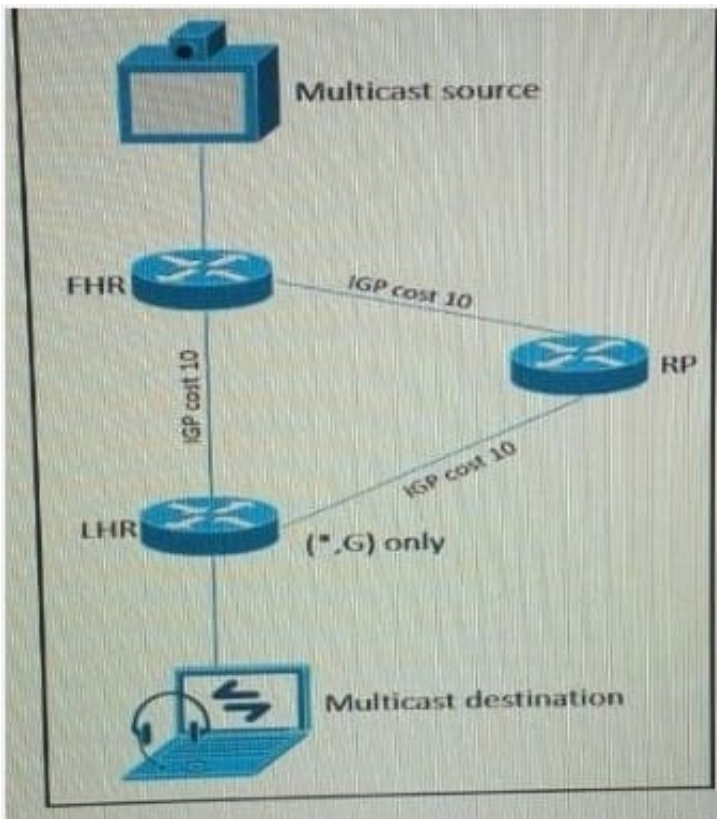 Multicast source
FHR
IGP cost 10
RP
IGP cost 10
IGP cost 10
LHR
(*,G) only
Multicast destination